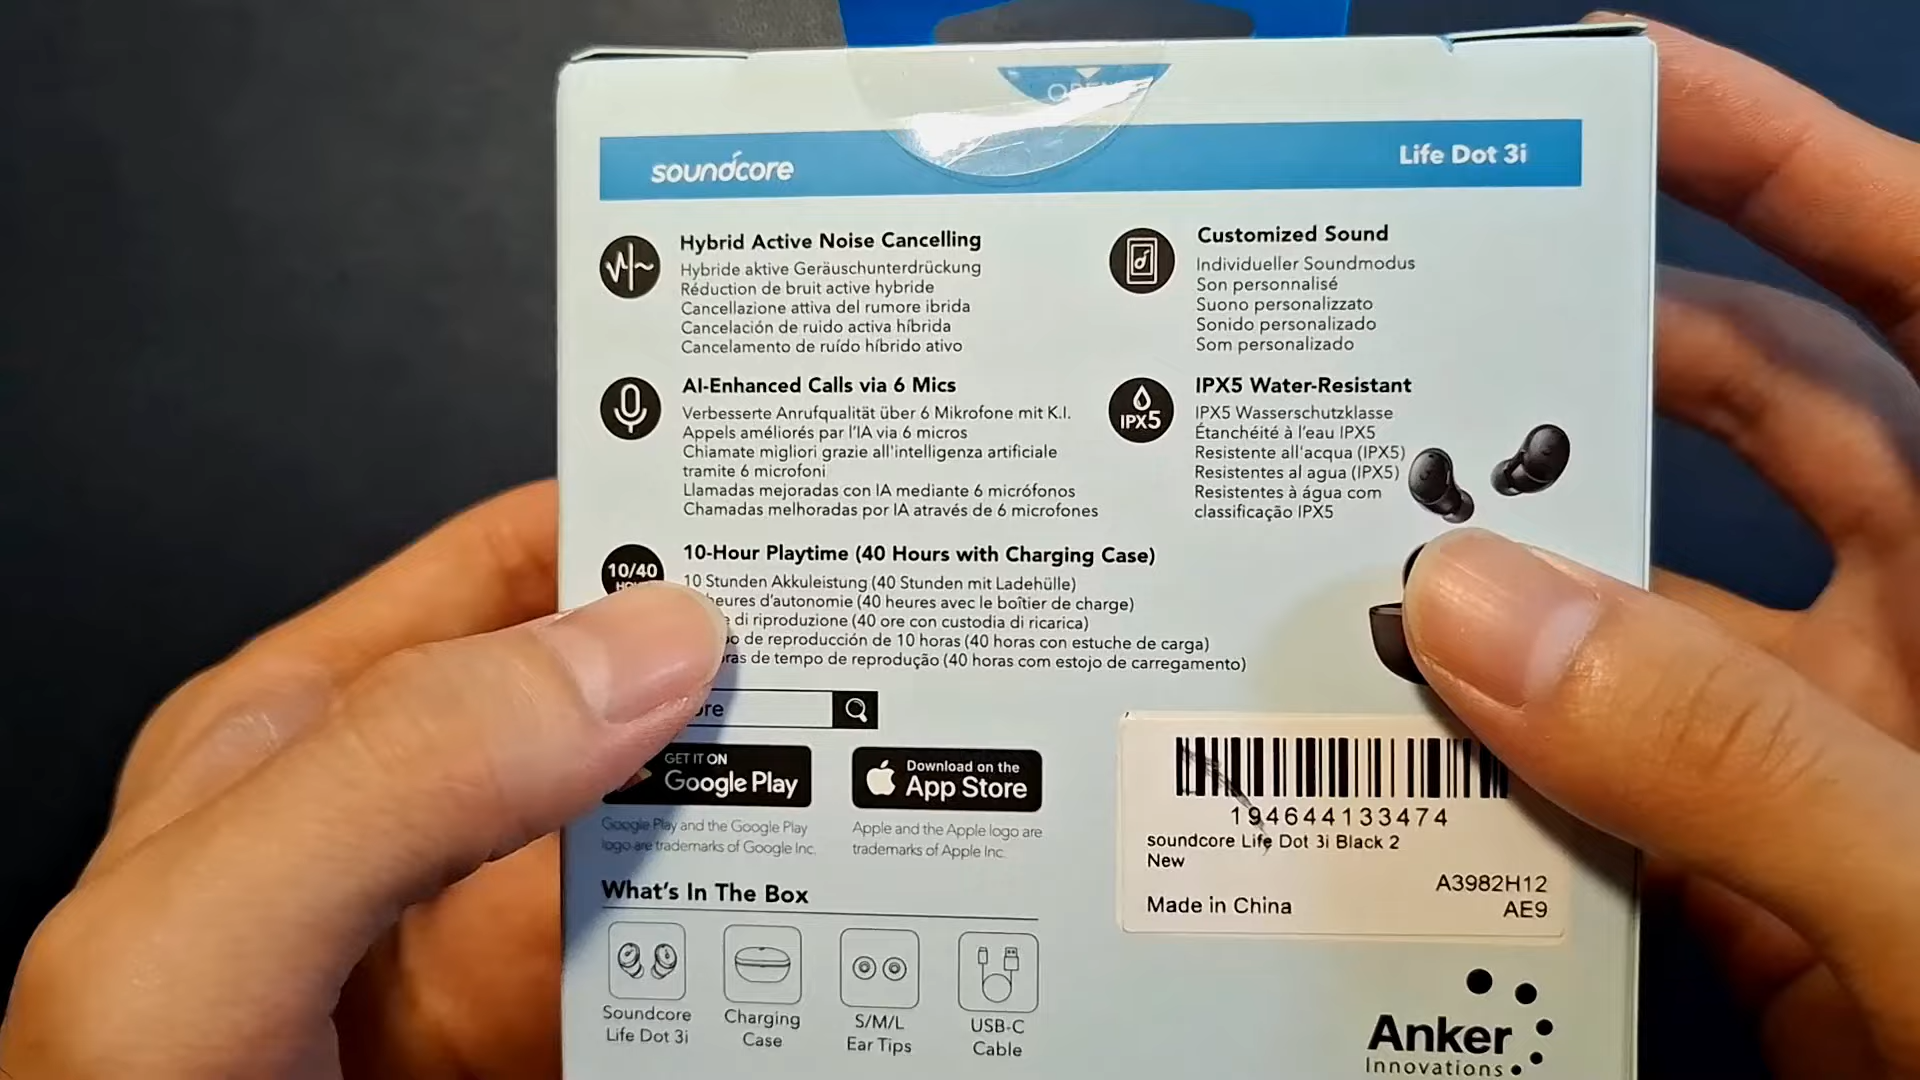 OPEN
soundcore
Life Dot 3i
Hybrid Active Noise Cancelling
Hybride aktive Geräuschunterdrückung
Réduction de bruit active hybride
Cancellazione attiva del rumore ibrida
Cancelación de ruido activa híbrida
Cancelamento de ruído híbrido ativo
Customized Sound
Individueller Soundmodus
Son personnalisé
Suono personalizzato
Sonido personalizado
Som personalizado
AI-Enhanced Calls via 6 Mics
Verbesserte Anrufqualität über 6 Mikrofone mit K.I.
Appels améliorés par l'IA via 6 micros
Chiamate migliori grazie all'intelligenza artificiale
tramite 6 microfoni
Llamadas mejoradas con IA mediante 6 micrófonos
Chamadas melhoradas por IA através de 6 microfones
IPX5
IPX5 Water-Resistant
IPX5 Wasserschutzklasse
Étanchéité à l'eau IPX5
Resistente all'acqua (IPX5)
Resistentes al agua (IPX5)
Resistentes à água com
classificação IPX5
10/40
10-Hour Playtime (40 Hours with Charging Case)
10 Stunden Akkuleistung (40 Stunden mit Ladehülle)
heures d'autonomie (40 heures avec le boîtier de charge)
di riproduzione (40 ore con custodia di ricarica)
de reproducción de 10 horas (40 horas con estuche de carga)
de tempo de reprodução (40 horas com estojo de carregamento)
GET IT ON
Google Play
Download on the
App Store
Google Play and the Google Play
logo are trademarks of Google Inc.
Apple and the Apple logo are
trademarks of Apple Inc.
194644133474
soundcore Life Dot 3i Black 2
New
A3982H12
Made in China
AE9
What's In The Box
Soundcore
Life Dot 3i
Charging
Case
S/M/L
Ear Tips
USB-C
Cable
Anker
Innovations